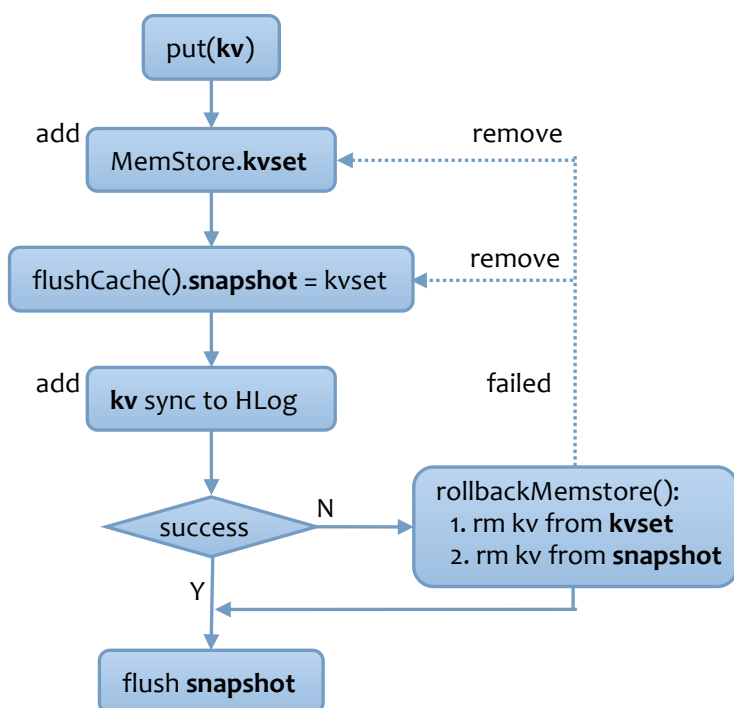 put(kv)
add
remove
MemStore.kvset
remove
flushCache().snapshot = kvset
add
failed
kv sync to HLog
N
success
rollbackMemstore():
1. rm kv from kvset
2. rm kv from snapshot
Y
flush snapshot